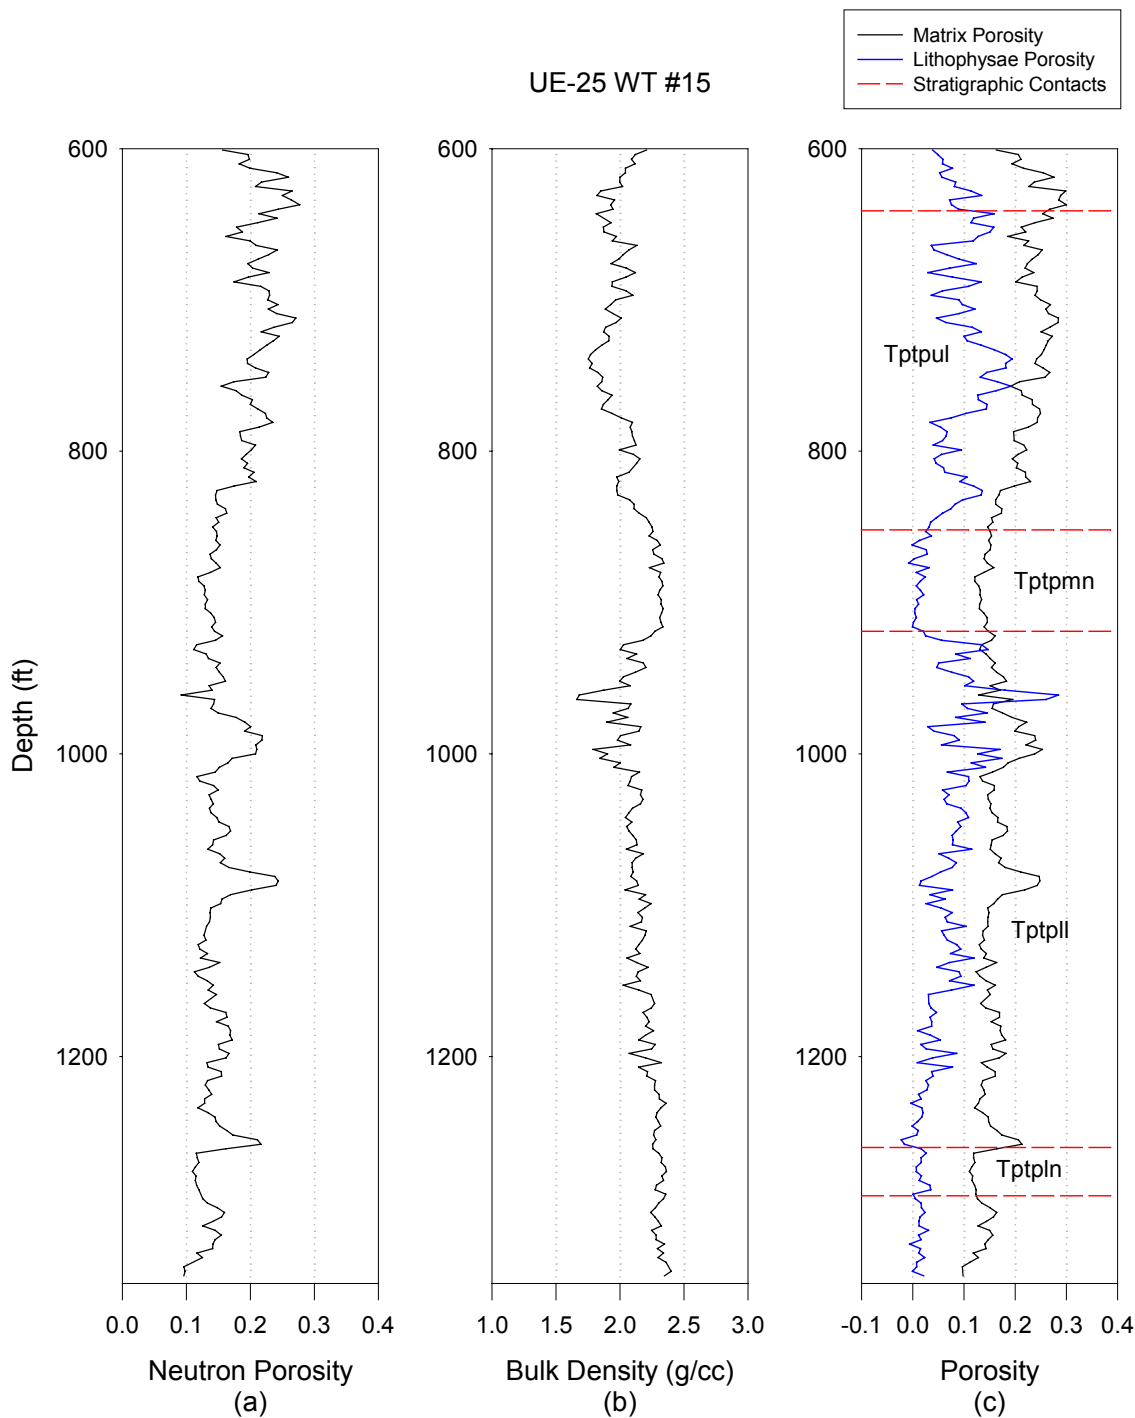 Matrix Porosity
Lithophysae Porosity
Stratigraphic Contacts
UE-25 WT #15
600
800
1000
1200
Depth (ft)
0.0 0.1 0.2 0.3 0.4
Neutron Porosity
(a)
600
800
1000
1200
1.0 1.5 2.0 2.5 3.0
Bulk Density (g/cc)
(b)
600
800
1000
1200
Tptpul
Tptpmn
Tptpll
Tptpln
-0.1 0.0 0.1 0.2 0.3 0.4
Porosity
(c)